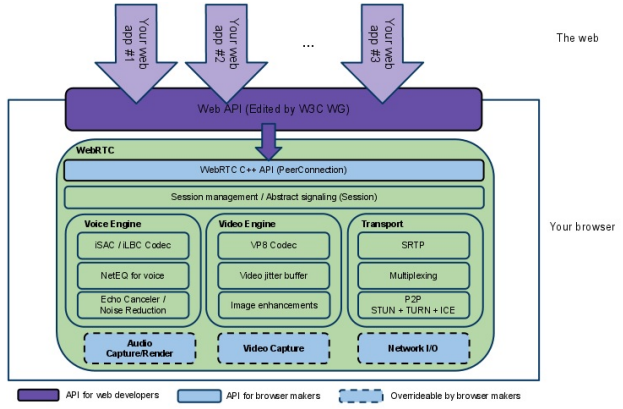 Your web
app #1
Your web
app #2
...
Your web
app #3
The web
Web API (Edited by W3C WG)
WebRTC
WebRTC C++ API (PeerConnection)
Session management / Abstract signaling (Session)
Your browser
Voice Engine
iSAC / iLBC Codec
NetEQ for voice
Echo Canceler /
Noise Reduction
Video Engine
VP8 Codec
Video jitter buffer
Image enhancements
Transport
SRTP
Multiplexing
P2P
STUN + TURN + ICE
Audio
Capture/Render
Video Capture
Network I/O
API for web developers
API for browser makers
Overrideable by browser makers